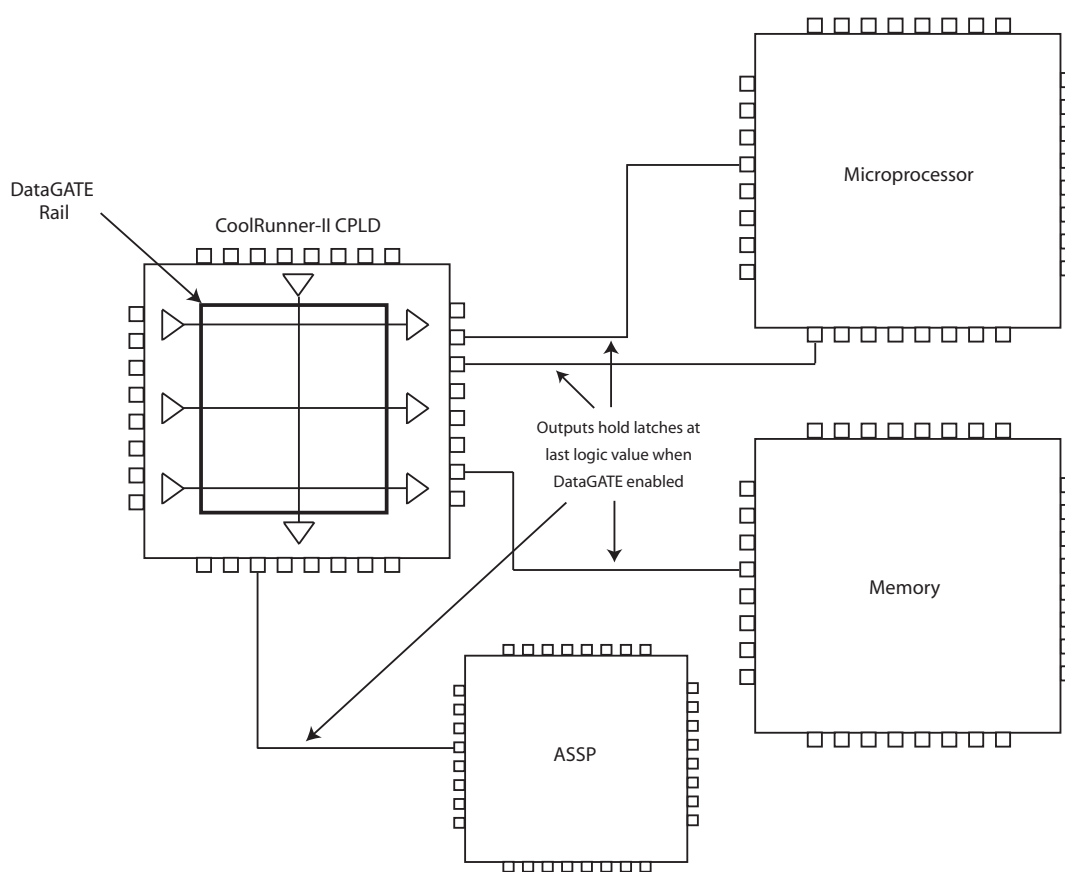 Microprocessor
DataGATE
Rail
CoolRunner-II CPLD
Outputs hold latches at
last logic value when
DataGATE enabled
Memory
ASSP